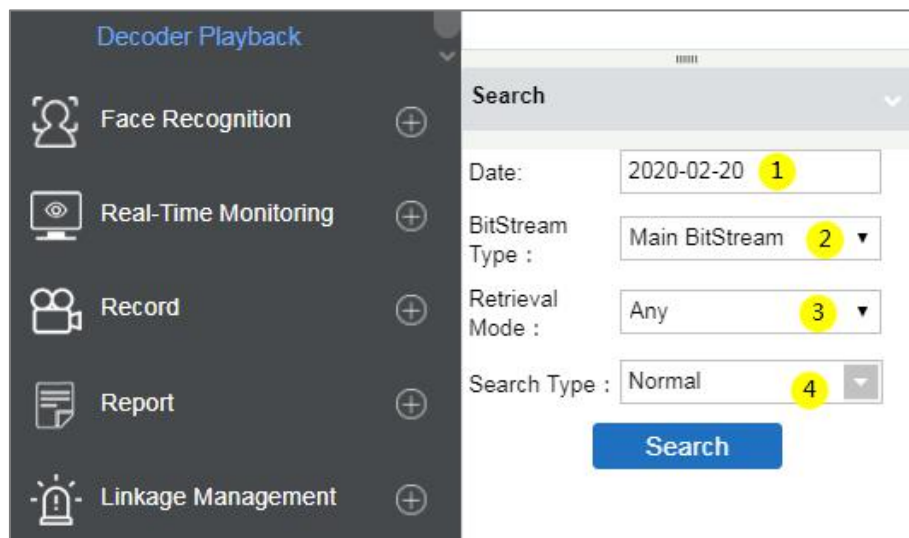 Decoder Playback
Face Recognition
Real-Time Monitoring
Record
Report
Linkage Management
Search
Date:
2020-02-20 1
BitStream
Type :
Main BitStream 2
Retrieval
Mode :
Any 3
Search Type :
Normal 4
Search